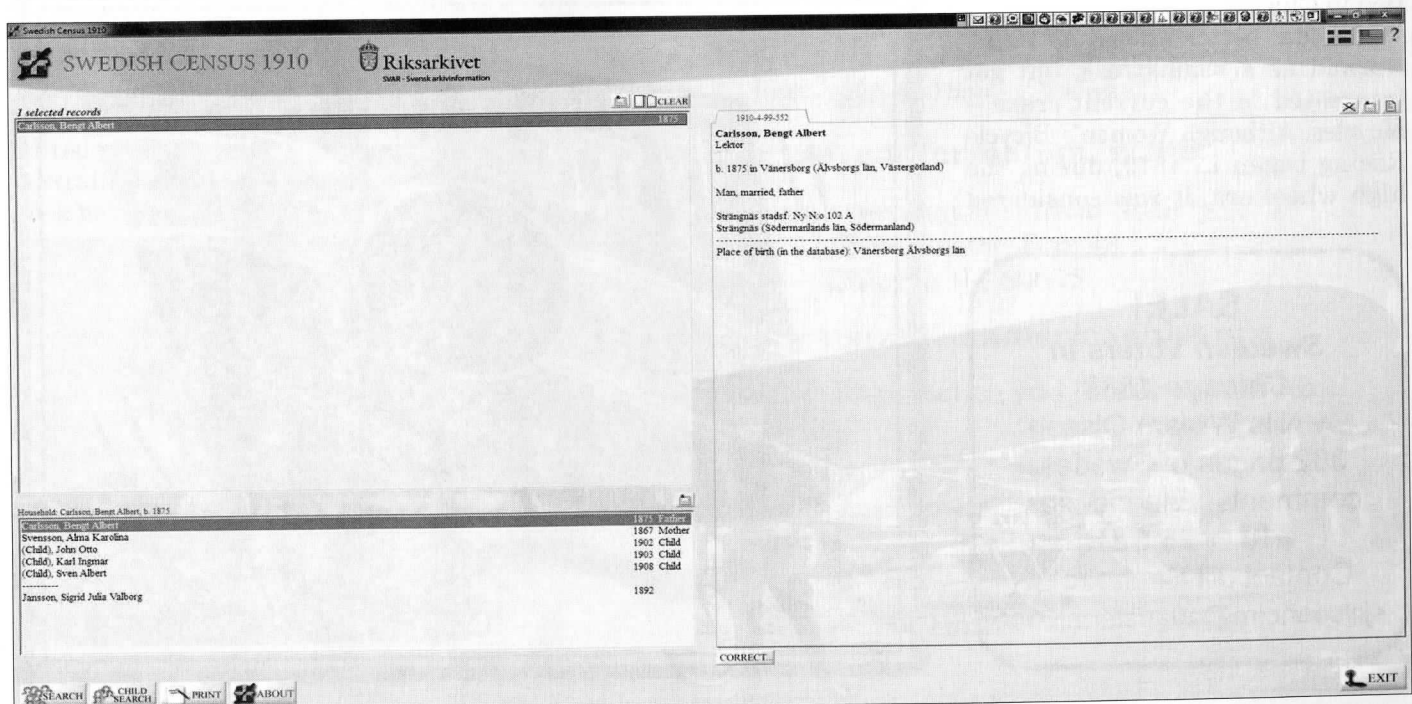 Swedish Census 1910
SWEDISH CENSUS 1910
Riksarkivet
SVAR - Svensk arkivinformation
?
1 selected records
CLEAR
Carlsson, Bengt Albert 1875
1910-4-99-552
Carlsson, Bengt Albert
Lektor
b. 1875 in Vänersborg (Älvsborgs län, Västergötland)
Man, married, father
Strängnäs stadsf. Ny N:o 102 A
Strängnäs (Södermanlands län, Södermanland)
Place of birth (in the database): Vänersborg Älvsborgs län
Household: Carlsson, Bengt Albert, b. 1875
Carlsson, Bengt Albert 1875 Father
Svensson, Alma Karolina 1867 Mother
(Child), John Otto 1902 Child
(Child), Karl Ingmar 1903 Child
(Child), Sven Albert 1908 Child
----------
Jansson, Sigrid Julia Valborg 1892
CORRECT...
SEARCH
CHILD SEARCH
PRINT
ABOUT
EXIT